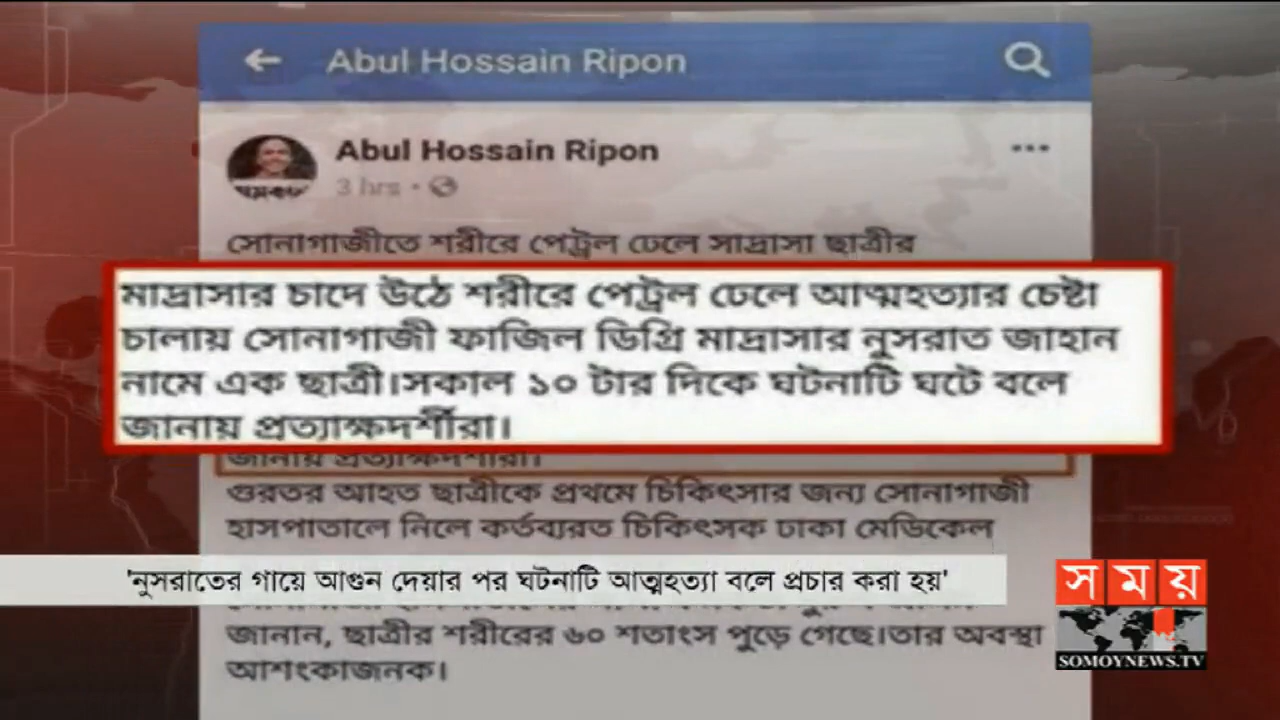 Abul Hossain Ripon
Abul Hossain Ripon
3 hrs
সোনাগাজীতে শরীরে পেট্রল ঢেলে সাদ্রাসা ছাত্রীর
মাদ্রাসার চাদে উঠে শরীরে পেট্রল ঢেলে আত্মহত্যার চেষ্টা
চালায় সোনাগাজী ফাজিল ডিগ্রি মাদ্রাসার নুসরাত জাহান
নামে এক ছাত্রী।সকাল ১০ টার দিকে ঘটনাটি ঘটে বলে
জানায় প্রত্যাক্ষদর্শীরা।
জানায় প্রত্যাক্ষদর্শীরা।
গুরতর আহত ছাত্রীকে প্রথমে চিকিৎসার জন্য সোনাগাজী
হাসপাতালে নিলে কর্তব্যরত চিকিৎসক ঢাকা মেডিকেল
'নুসরাতের গায়ে আগুন দেয়ার পর ঘটনাটি আত্মহত্যা বলে প্রচার করা হয়'
জানান, ছাত্রীর শরীরের ৬০ শতাংস পুড়ে গেছে।তার অবস্থা
আশংকাজনক।
সময়
SOMOYNEWS.TV